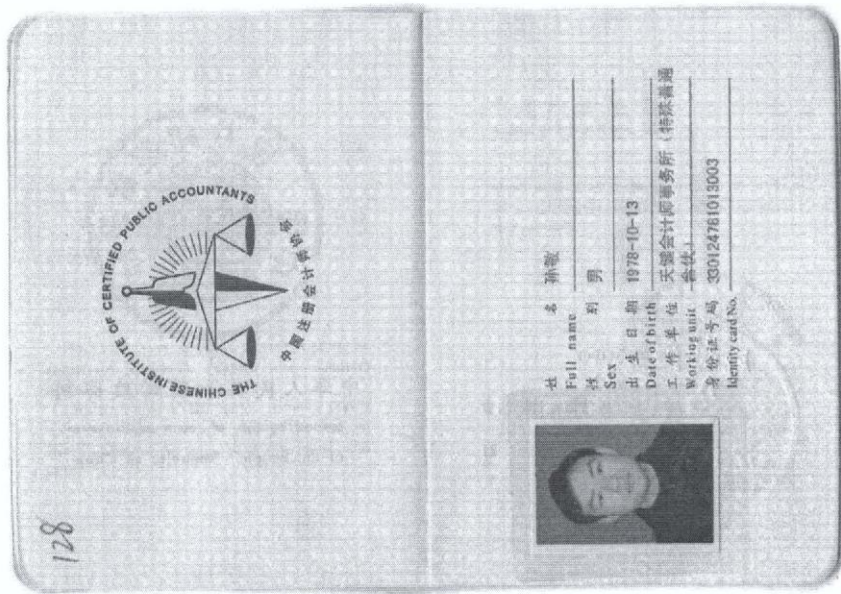 128
THE CHINESE INSTITUTE OF CERTIFIED PUBLIC ACCOUNTANTS
中国注册会计师协会
姓 名 孙敏
Full name
性 别 男
Sex
出生日期 1978-10-13
Date of birth
工作单位 天健会计师事务所（特殊普通
Working unit 合伙）
身份证号码 330124781013003
Identity card No.